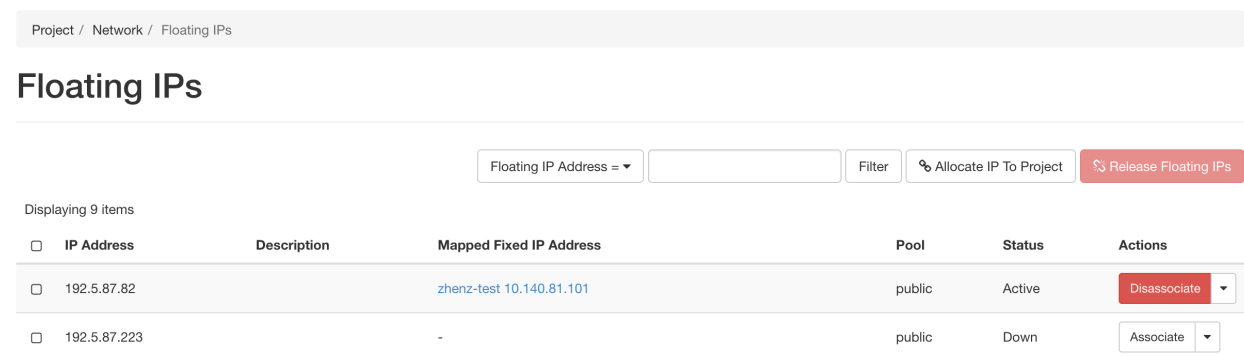 Project / Network / Floating IPs
Floating IPs
Floating IP Address = Filter Allocate IP To Project Release Floating IPs
Displaying 9 items
IP Address Description Mapped Fixed IP Address Pool Status Actions
192.5.87.82 zhenz-test 10.140.81.101 public Active Disassociate
192.5.87.223 - public Down Associate